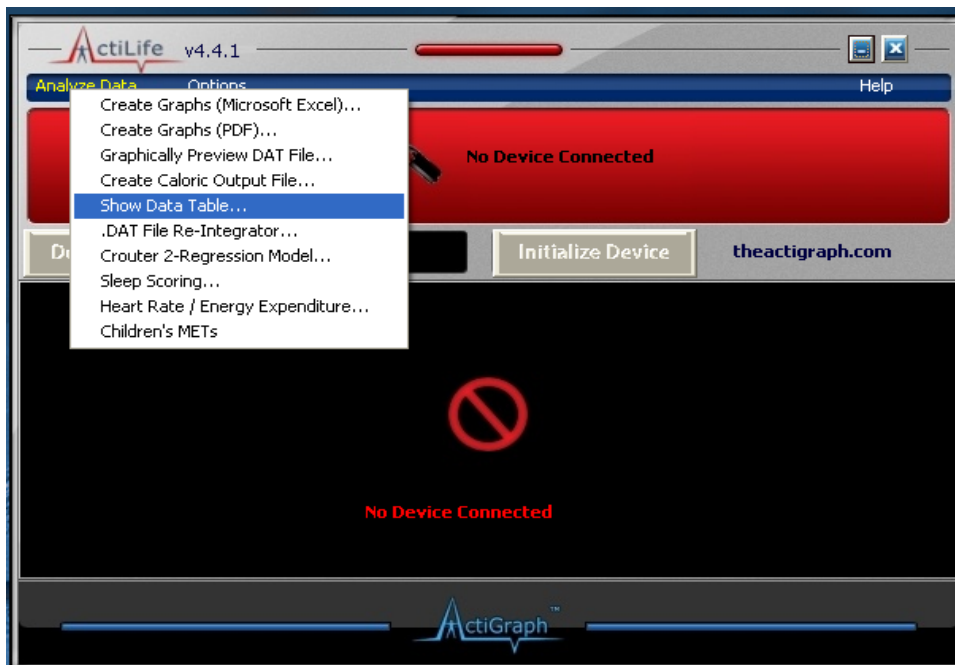 ActiLife v4.4.1
Analyze Data Options Help
Create Graphs (Microsoft Excel)...
Create Graphs (PDF)...
Graphically Preview DAT File...
Create Caloric Output File...
Show Data Table...
.DAT File Re-Integrator...
Crouter 2-Regression Model...
Sleep Scoring...
Heart Rate / Energy Expenditure...
Children's METs
No Device Connected
Initialize Device
theactigraph.com
No Device Connected
ActiGraph™